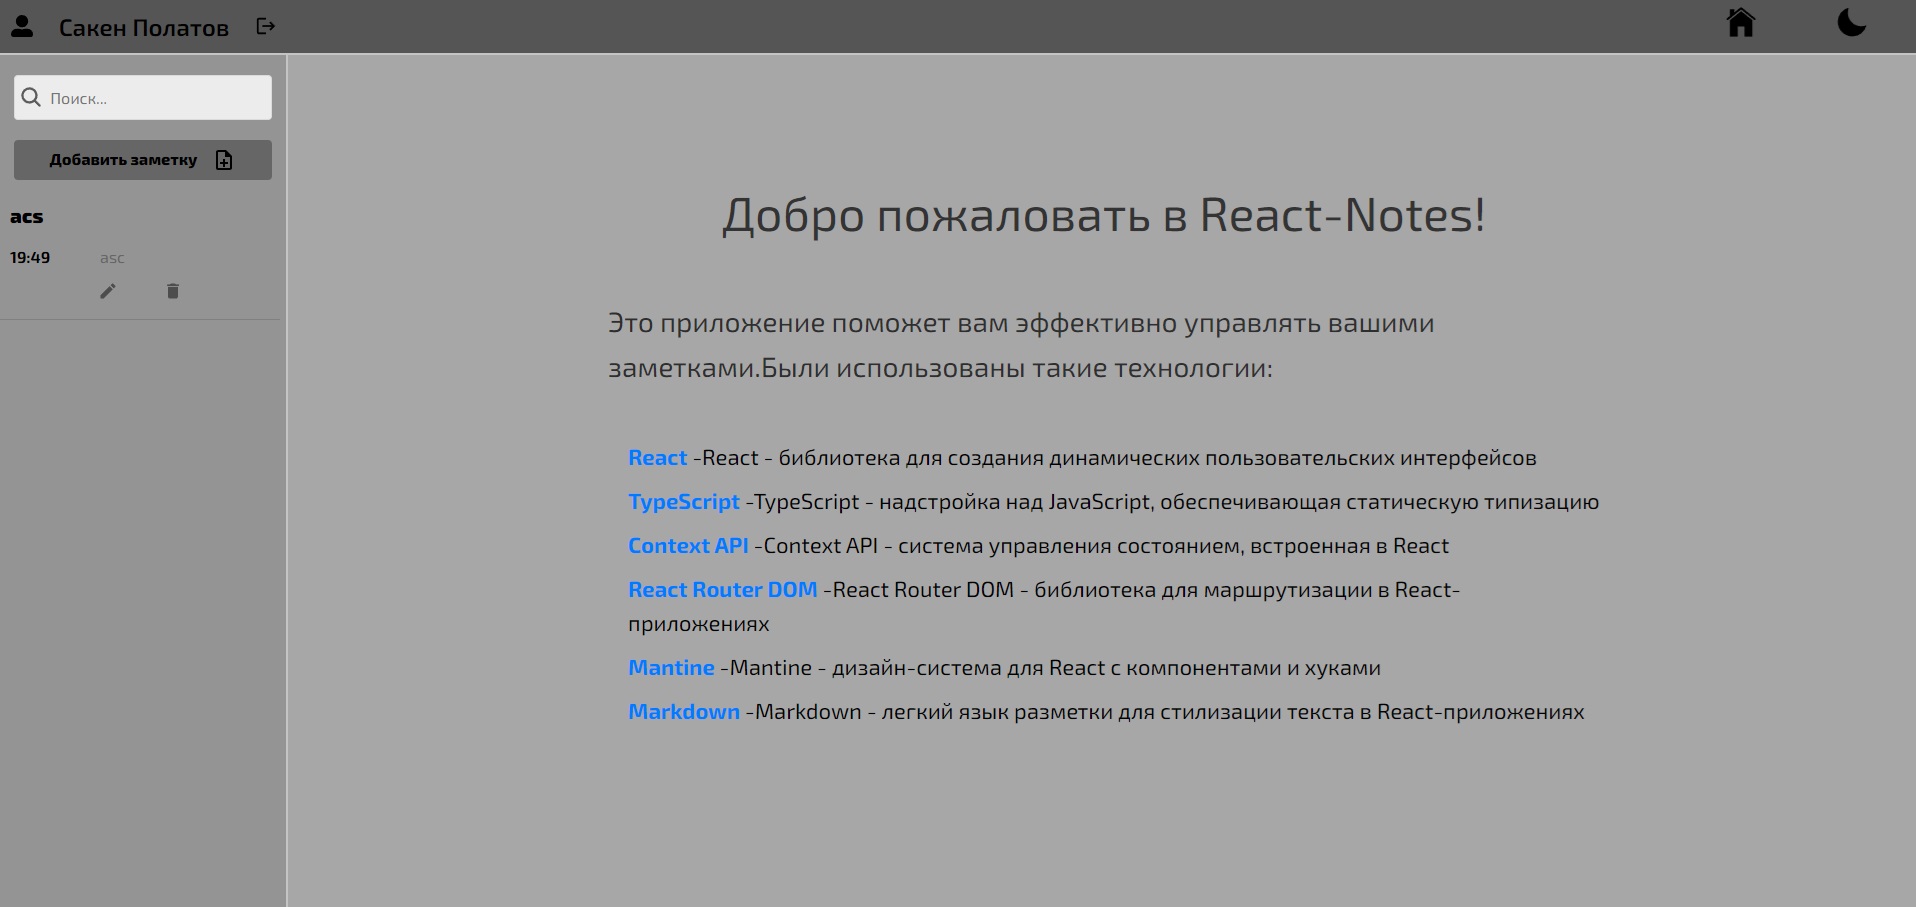 Сакен Полатов
Поиск...
Добавить заметку
acs
19:49 asc
Добро пожаловать в React-Notes!
Это приложение поможет вам эффективно управлять вашими
заметками.Были использованы такие технологии:
React -React - библиотека для создания динамических пользовательских интерфейсов
TypeScript -TypeScript - надстройка над JavaScript, обеспечивающая статическую типизацию
Context API -Context API - система управления состоянием, встроенная в React
React Router DOM -React Router DOM - библиотека для маршрутизации в React-
приложениях
Mantine -Mantine - дизайн-система для React с компонентами и хуками
Markdown -Markdown - легкий язык разметки для стилизации текста в React-приложениях